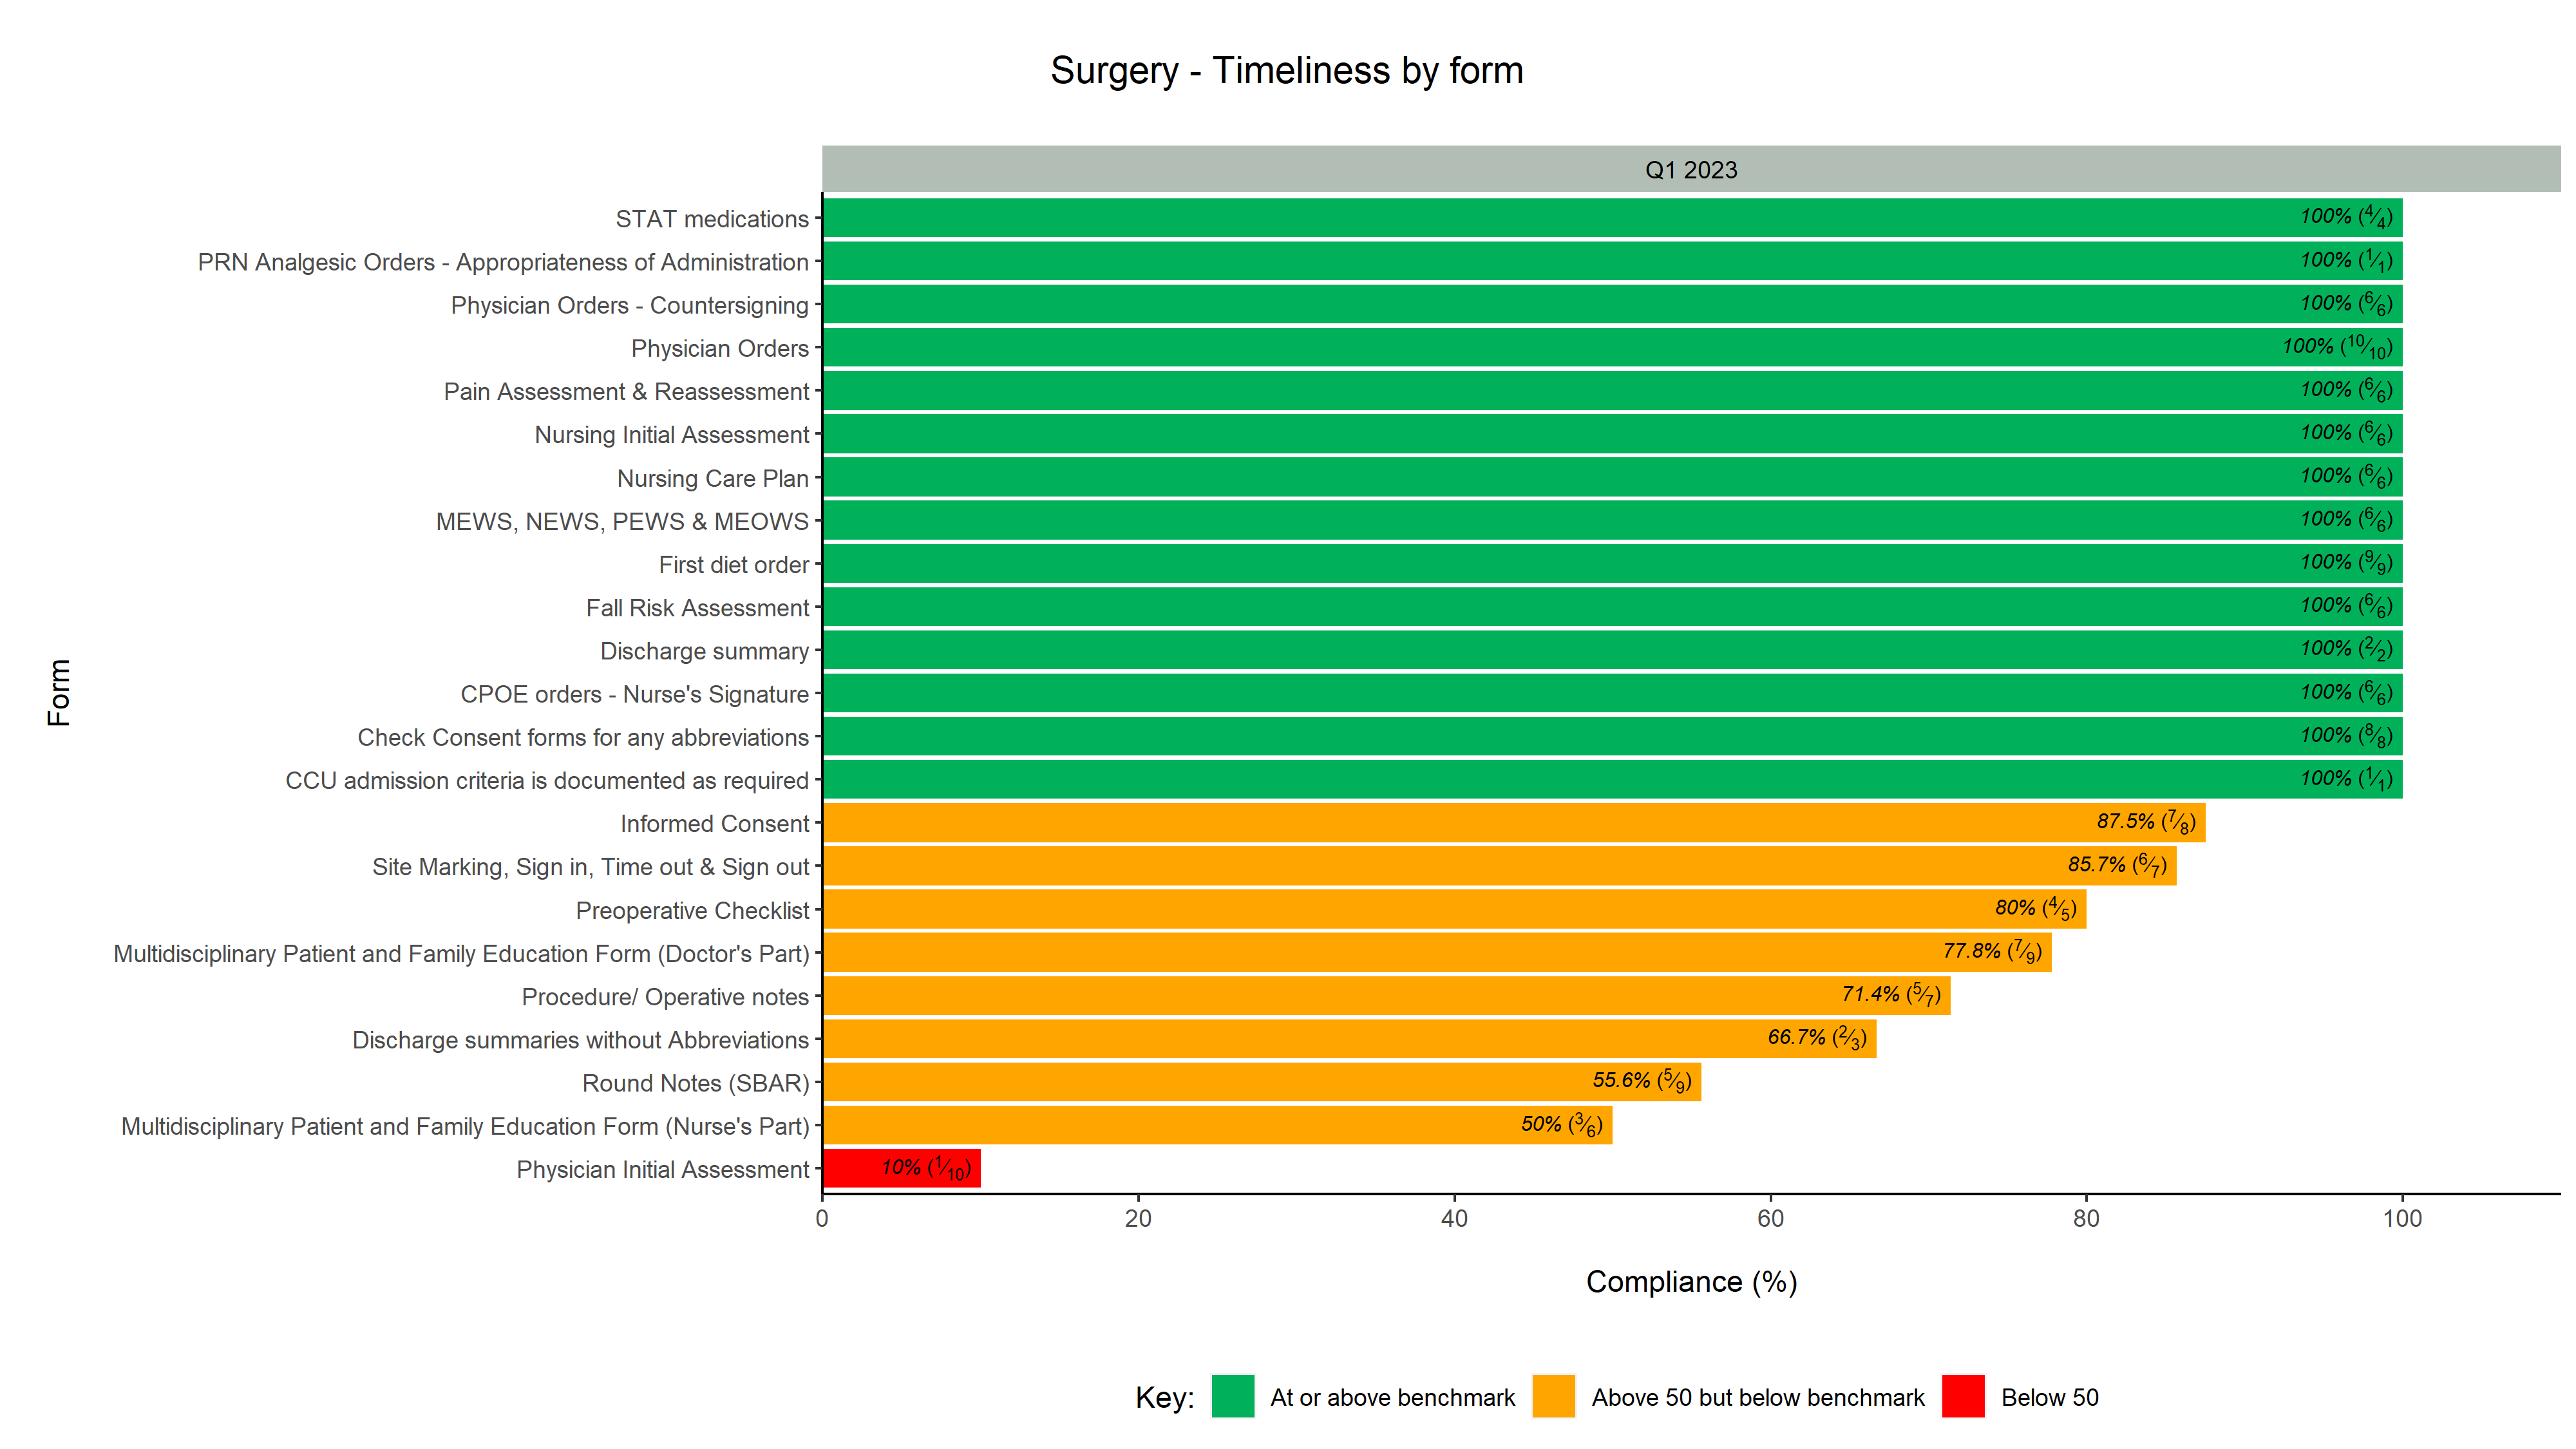 Surgery - Timeliness by form
Q1 2023
Form
STAT medications 100% (4⁄4)
PRN Analgesic Orders - Appropriateness of Administration 100% (1⁄1)
Physician Orders - Countersigning 100% (6⁄6)
Physician Orders 100% (10⁄10)
Pain Assessment & Reassessment 100% (6⁄6)
Nursing Initial Assessment 100% (6⁄6)
Nursing Care Plan 100% (6⁄6)
MEWS, NEWS, PEWS & MEOWS 100% (6⁄6)
First diet order 100% (9⁄9)
Fall Risk Assessment 100% (6⁄6)
Discharge summary 100% (2⁄2)
CPOE orders - Nurse's Signature 100% (6⁄6)
Check Consent forms for any abbreviations 100% (8⁄8)
CCU admission criteria is documented as required 100% (1⁄1)
Informed Consent 87.5% (7⁄8)
Site Marking, Sign in, Time out & Sign out 85.7% (6⁄7)
Preoperative Checklist 80% (4⁄5)
Multidisciplinary Patient and Family Education Form (Doctor's Part) 77.8% (7⁄9)
Procedure/ Operative notes 71.4% (5⁄7)
Discharge summaries without Abbreviations 66.7% (2⁄3)
Round Notes (SBAR) 55.6% (5⁄9)
Multidisciplinary Patient and Family Education Form (Nurse's Part) 50% (3⁄6)
Physician Initial Assessment 10% (1⁄10)
0 20 40 60 80 100
Compliance (%)
Key: At or above benchmark Above 50 but below benchmark Below 50